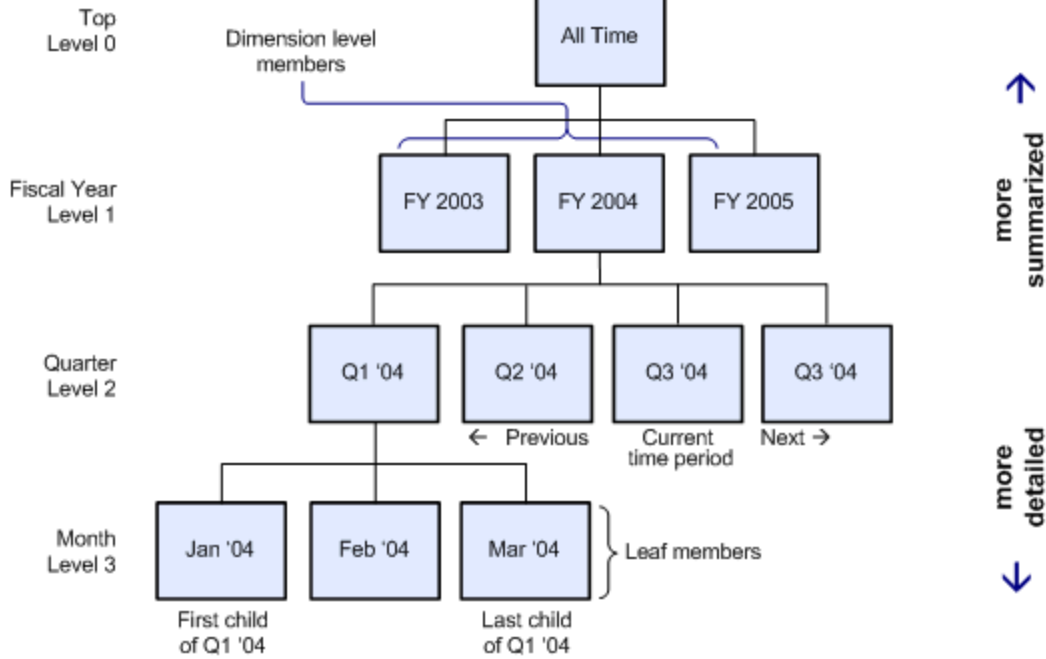 Top
Level 0
Dimension level
members
All Time
more
summarized
Fiscal Year
Level 1
FY 2003
FY 2004
FY 2005
Quarter
Level 2
Q1 '04
Q2 '04
Q3 '04
Q3 '04
← Previous
Current
time period
Next →
more
detailed
Month
Level 3
Jan '04
Feb '04
Mar '04
Leaf members
First child
of Q1 '04
Last child
of Q1 '04